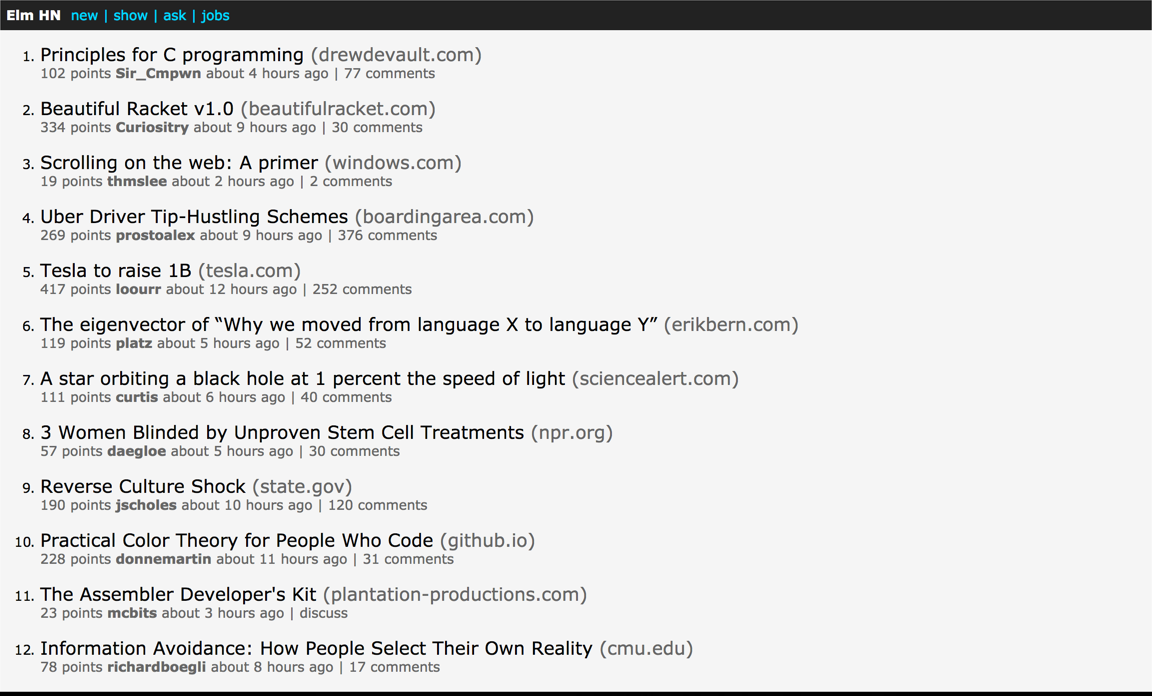 Elm HN new | show | ask | jobs
1. Principles for C programming (drewdevault.com)
102 points Sir_Cmpwn about 4 hours ago | 77 comments
2. Beautiful Racket v1.0 (beautifulracket.com)
334 points Curiositry about 9 hours ago | 30 comments
3. Scrolling on the web: A primer (windows.com)
19 points thmslee about 2 hours ago | 2 comments
4. Uber Driver Tip-Hustling Schemes (boardingarea.com)
269 points prostoalex about 9 hours ago | 376 comments
5. Tesla to raise 1B (tesla.com)
417 points loourr about 12 hours ago | 252 comments
6. The eigenvector of “Why we moved from language X to language Y” (erikbern.com)
119 points platz about 5 hours ago | 52 comments
7. A star orbiting a black hole at 1 percent the speed of light (sciencealert.com)
111 points curtis about 6 hours ago | 40 comments
8. 3 Women Blinded by Unproven Stem Cell Treatments (npr.org)
57 points daegloe about 5 hours ago | 30 comments
9. Reverse Culture Shock (state.gov)
190 points jscholes about 10 hours ago | 120 comments
10. Practical Color Theory for People Who Code (github.io)
228 points donnemartin about 11 hours ago | 31 comments
11. The Assembler Developer's Kit (plantation-productions.com)
23 points mcbits about 3 hours ago | discuss
12. Information Avoidance: How People Select Their Own Reality (cmu.edu)
78 points richardboegli about 8 hours ago | 17 comments